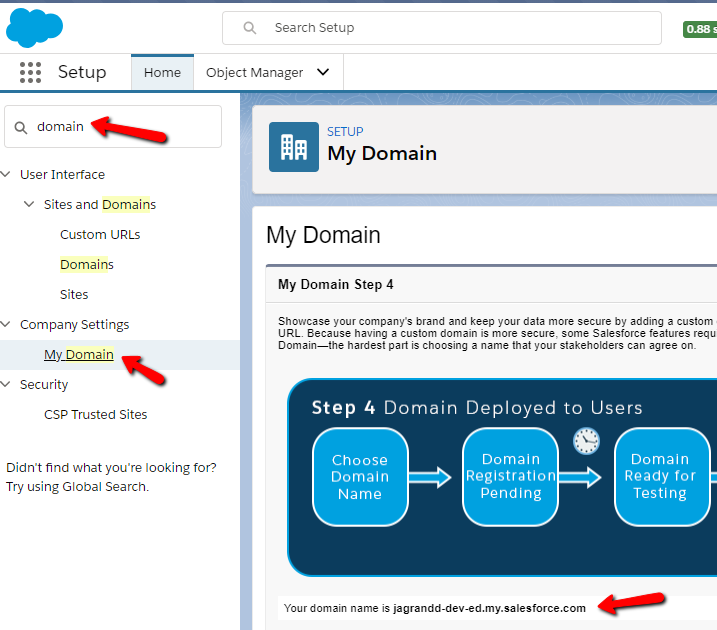 Search Setup
0.88 s
Setup
Home
Object Manager
domain
User Interface
Sites and Domains
Custom URLs
Domains
Sites
Company Settings
My Domain
Security
CSP Trusted Sites
Didn't find what you're looking for?
Try using Global Search.
SETUP
My Domain
My Domain
My Domain Step 4
Showcase your company's brand and keep your data more secure by adding a custom
URL. Because having a custom domain is more secure, some Salesforce features requ
Domain—the hardest part is choosing a name that your stakeholders can agree on.
Step 4 Domain Deployed to Users
Choose
Domain
Name
Domain
Registration
Pending
Domain
Ready for
Testing
Your domain name is jagrandd-dev-ed.my.salesforce.com